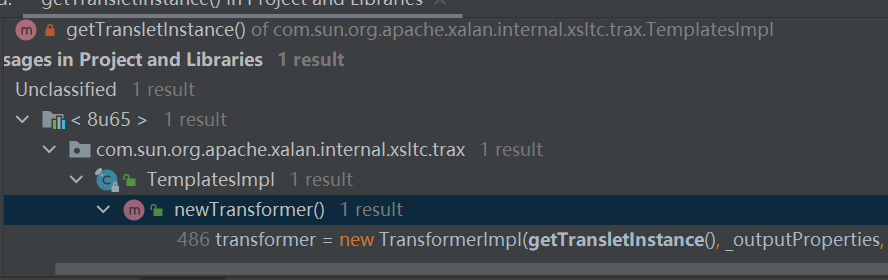 d: getTransletInstance() in Project and Libraries ×
m getTransletInstance() of com.sun.org.apache.xalan.internal.xsltc.trax.TemplatesImpl
sages in Project and Libraries 1 result
Unclassified 1 result
< 8u65 > 1 result
com.sun.org.apache.xalan.internal.xsltc.trax 1 result
C TemplatesImpl 1 result
m newTransformer() 1 result
486 transformer = new TransformerImpl(getTransletInstance(), _outputProperties,